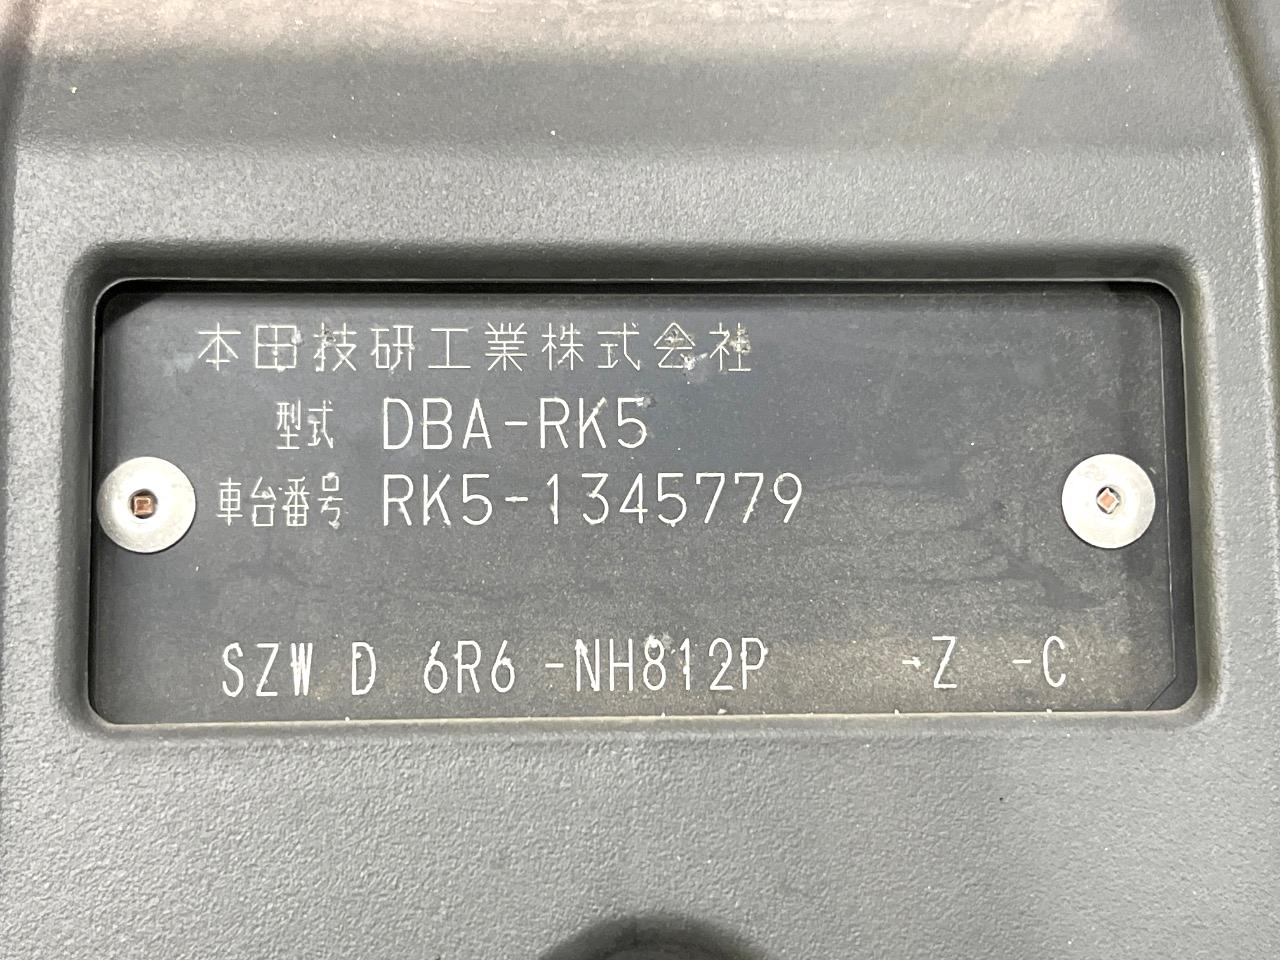 本田技研工業株式会社
型式 DBA-RK5
車台番号 RK5-1345779
SZW D 6R6 -NH812P -Z -C